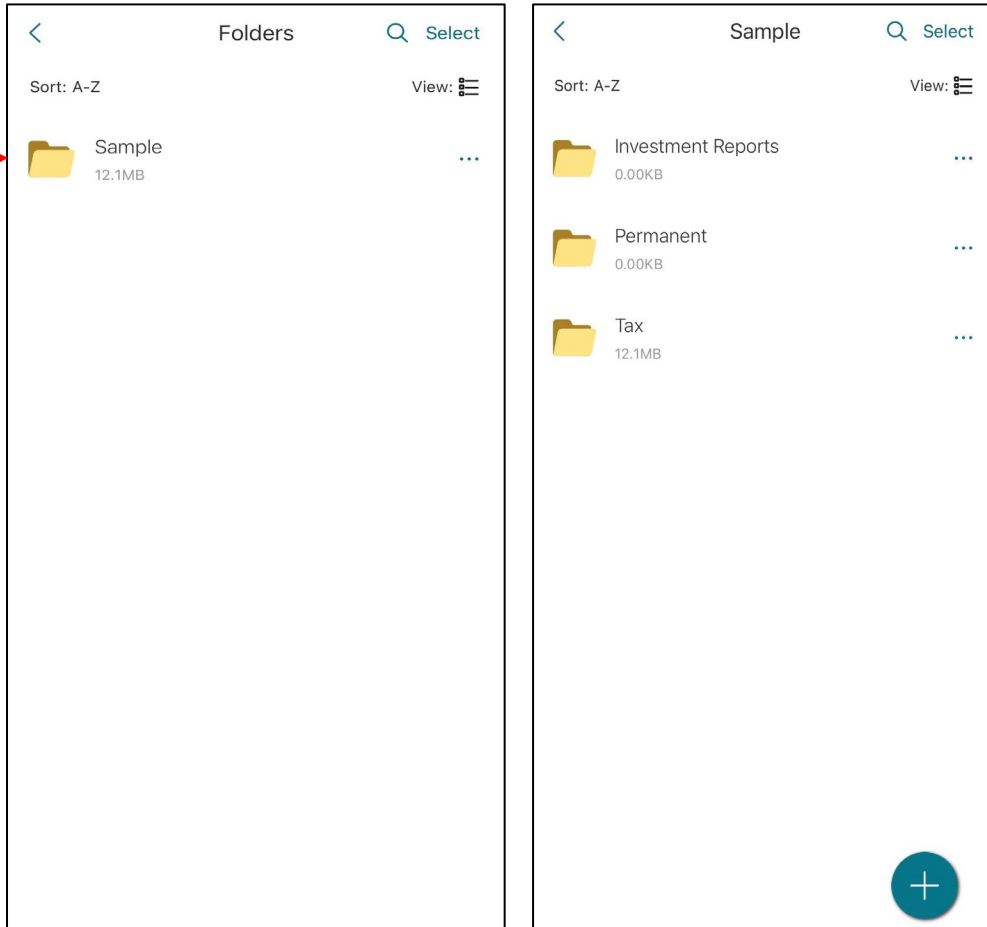 Folders
Select
Sort: A-Z
View:
Sample
12.1MB
Sample
Select
Sort: A-Z
View:
Investment Reports
0.00KB
Permanent
0.00KB
Tax
12.1MB